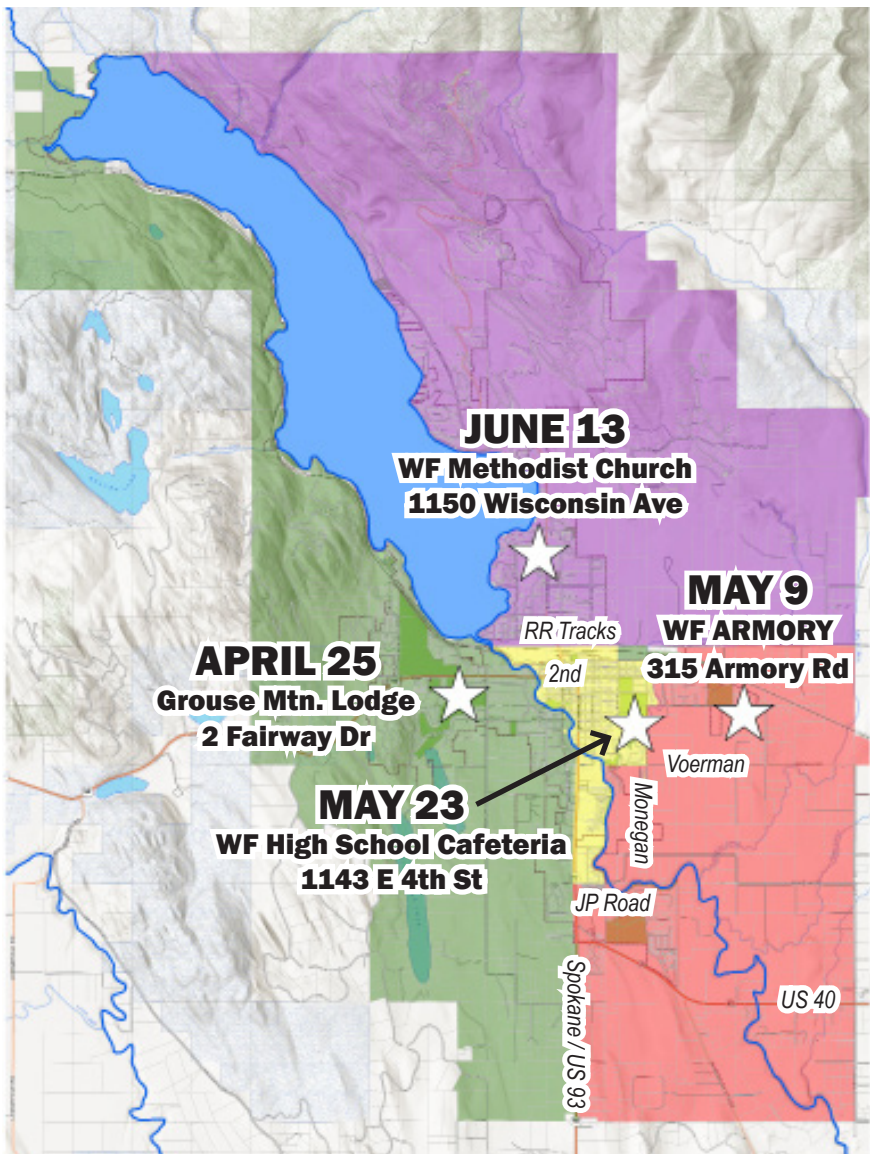 JUNE 13
WF Methodist Church
1150 Wisconsin Ave
MAY 9
WF ARMORY
315 Armory Rd
RR Tracks
2nd
APRIL 25
Grouse Mtn. Lodge
2 Fairway Dr
Voerman
Monegan
MAY 23
WF High School Cafeteria
1143 E 4th St
JP Road
Spokane / US 93
US 40